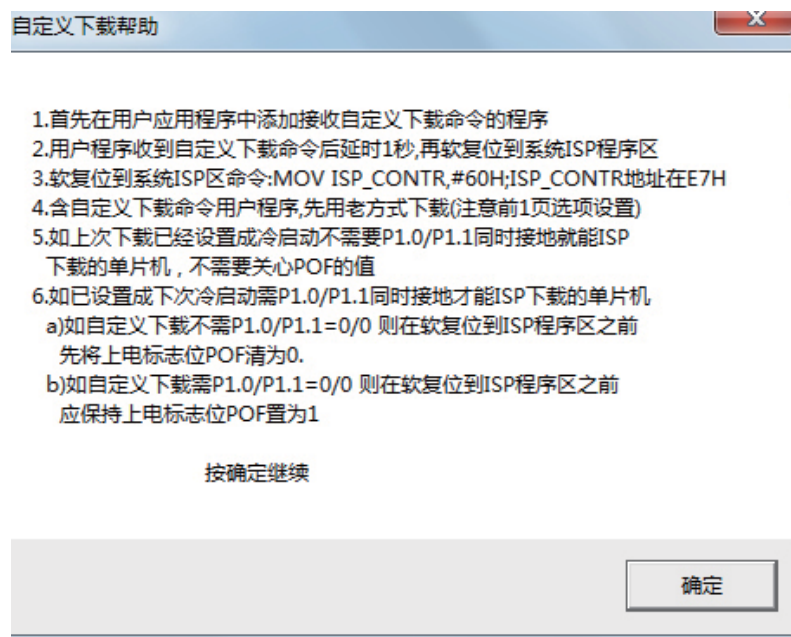 自定义下载帮助
1.首先在用户应用程序中添加接收自定义下载命令的程序
2.用户程序收到自定义下载命令后延时1秒,再软复位到系统ISP程序区
3.软复位到系统ISP区命令:MOV ISP_CONTR,#60H;ISP_CONTR地址在E7H
4.含自定义下载命令用户程序,先用老方式下载(注意前1页选项设置)
5.如上次下载已经设置成冷启动不需要P1.0/P1.1同时接地就能ISP
下载的单片机，不需要关心POF的值
6.如已设置成下次冷启动需P1.0/P1.1同时接地才能ISP下载的单片机
a)如自定义下载不需P1.0/P1.1=0/0 则在软复位到ISP程序区之前
先将上电标志位POF清为0.
b)如自定义下载需P1.0/P1.1=0/0 则在软复位到ISP程序区之前
应保持上电标志位POF置为1
按确定继续
确定